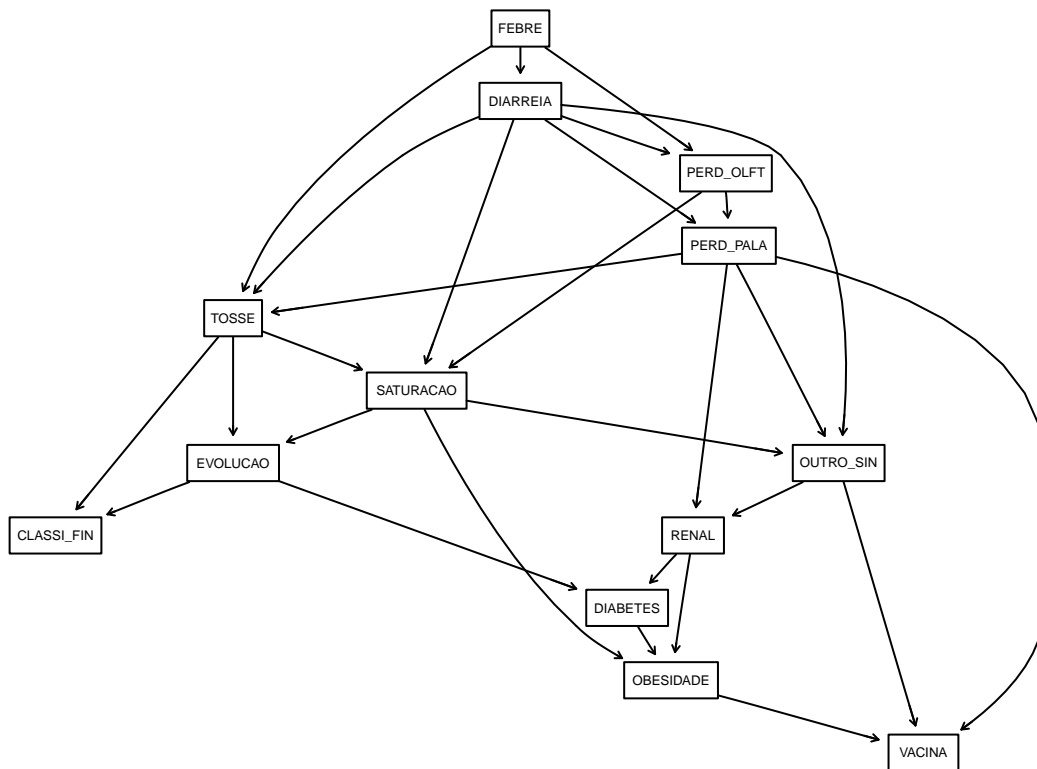 FEBRE
DIARREIA
PERD_OLFT
PERD_PALA
TOSSE
SATURACAO
EVOLUCAO
OUTRO_SIN
CLASSI_FIN
RENAL
DIABETES
OBESIDADE
VACINA